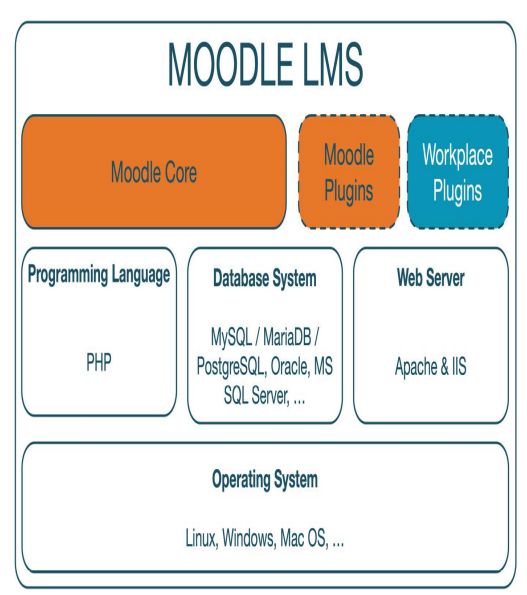 MOODLE LMS
Moodle Core
Moodle
Plugins
Workplace
Plugins
Programming Language
PHP
Database System
MySQL / MariaDB /
PostgreSQL, Oracle, MS
SQL Server, ...
Web Server
Apache & IIS
Operating System
Linux, Windows, Mac OS, ...